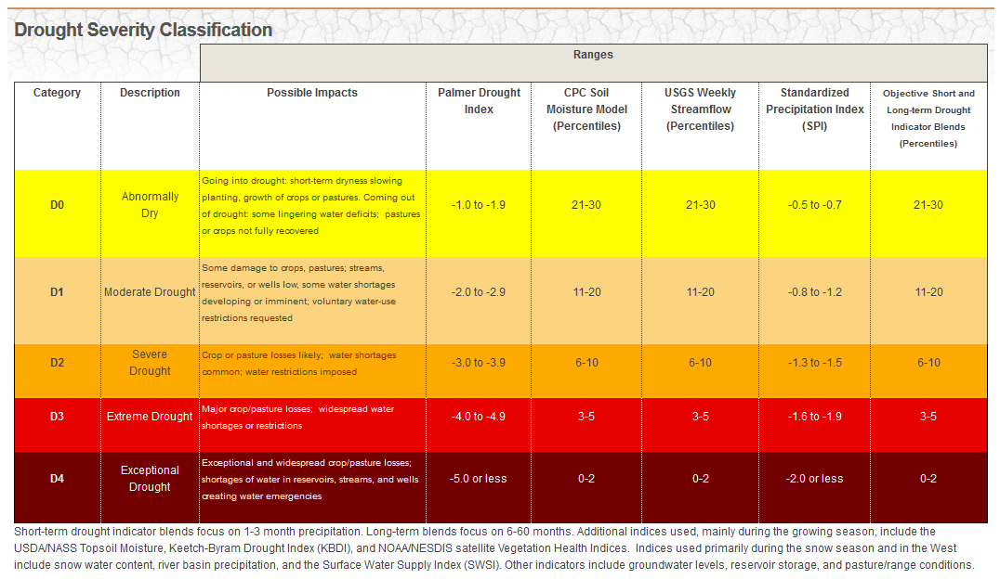 Drought Severity Classification
Ranges
Category
Description
Possible Impacts
Palmer Drought
Index
CPC Soil
Moisture Model
(Percentiles)
USGS Weekly
Streamflow
(Percentiles)
Standardized
Precipitation Index
(SPI)
Objective Short and
Long-term Drought
Indicator Blends
(Percentiles)
D0
Abnormally
Dry
Going into drought: short-term dryness slowing
planting, growth of crops or pastures. Coming out
of drought: some lingering water deficits; pastures
or crops not fully recovered
-1.0 to -1.9
21-30
21-30
-0.5 to -0.7
21-30
D1
Moderate Drought
Some damage to crops, pastures; streams,
reservoirs, or wells low, some water shortages
developing or imminent; voluntary water-use
restrictions requested
-2.0 to -2.9
11-20
11-20
-0.8 to -1.2
11-20
D2
Severe
Drought
Crop or pasture losses likely; water shortages
common; water restrictions imposed
-3.0 to -3.9
6-10
6-10
-1.3 to -1.5
6-10
D3
Extreme Drought
Major crop/pasture losses; widespread water
shortages or restrictions
-4.0 to -4.9
3-5
3-5
-1.6 to -1.9
3-5
D4
Exceptional
Drought
Exceptional and widespread crop/pasture losses;
shortages of water in reservoirs, streams, and wells
creating water emergencies
-5.0 or less
0-2
0-2
-2.0 or less
0-2
Short-term drought indicator blends focus on 1-3 month precipitation. Long-term blends focus on 6-60 months. Additional indices used, mainly during the growing season, include the
USDA/NASS Topsoil Moisture, Keetch-Byram Drought Index (KBDI), and NOAA/NESDIS satellite Vegetation Health Indices. Indices used primarily during the snow season and in the West
include snow water content, river basin precipitation, and the Surface Water Supply Index (SWSI). Other indicators include groundwater levels, reservoir storage, and pasture/range conditions.